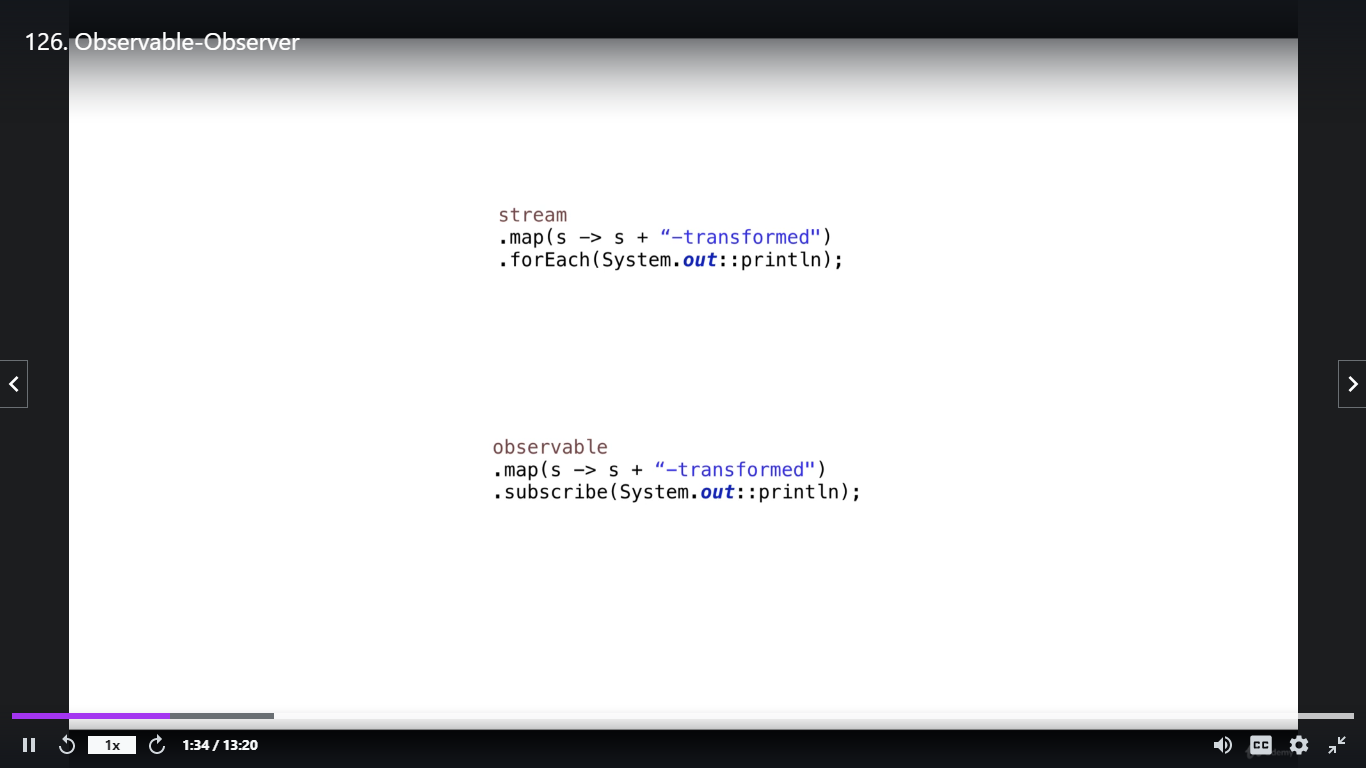 126. Observable-Observer
stream
.map(s -> s + “-transformed")
.forEach(System.out::println);
observable
.map(s -> s + “-transformed")
.subscribe(System.out::println);
1x
1:34 / 13:20
CC